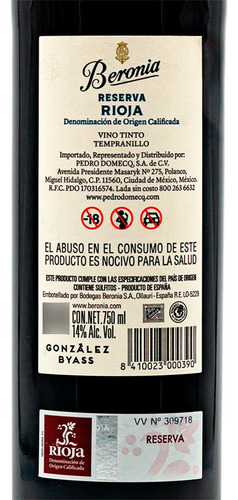 Beronia
RESERVA
RIOJA
Denominación de Origen Calificada
VINO TINTO
TEMPRANILLO
Importado, Representado y Distribuido por:
PEDRO DOMECQ, S.A. de C.V.
Avenida Presidente Masaryk Nº 275, Polanco,
Miguel Hidalgo, C.P. 11560, Ciudad de México, México.
R.F.C. PDO 170316574. Lada sin costo 800 263 6632
www.pedrodomecq.com
-18
EL ABUSO EN EL CONSUMO DE ESTE
PRODUCTO ES NOCIVO PARA LA SALUD
ESTE PRODUCTO CUMPLE CON LAS ESPECIFICACIONES DEL PAÍS DE ORIGEN
CONTIENE SULFITOS - PRODUCTO DE ESPAÑA
Embotellado por Bodegas Beronia S.A., Ollauri - España R.E. LO-5229
www.beronia.com
CON.NET.750 ml
14% Alc. Vol.
GONZÁLEZ
BYASS
8 410023 000390
VV Nº 309718
RIOJA
Denominación de Origen
Calificada
RESERVA